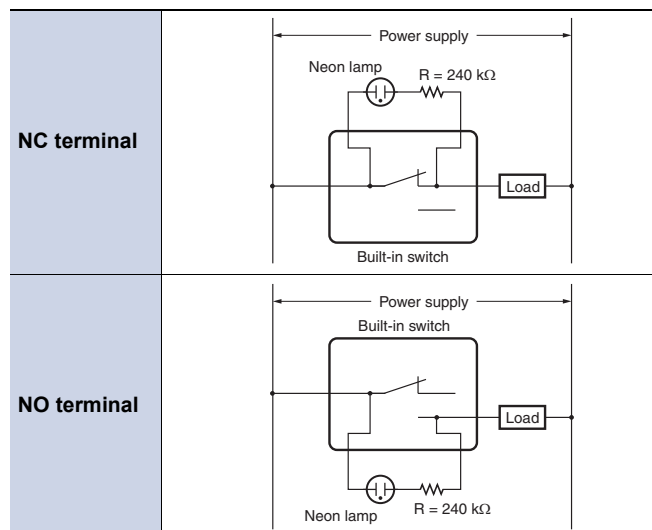 Power supply
Neon lamp
R = 240 kΩ
NC terminal
Load
Built-in switch
Power supply
Built-in switch
NO terminal
Load
Neon lamp
R = 240 kΩ